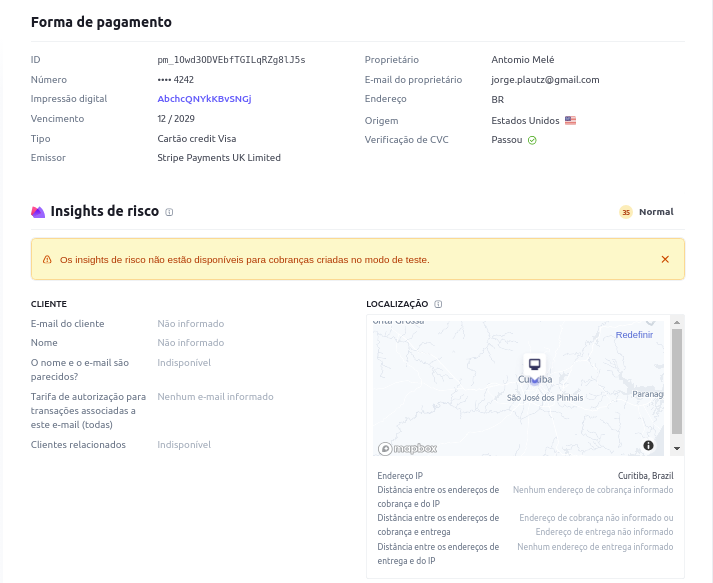 Forma de pagamento
ID pm_1Owd3ODVEbfTGILqRZg8lJ5s
Número •••• 4242
Impressão digital AbchcQNYkKBvSNGj
Vencimento 12 / 2029
Tipo Cartão credit Visa
Emissor Stripe Payments UK Limited
Proprietário Antomio Melé
E-mail do proprietário jorge.plautz@gmail.com
Endereço BR
Origem Estados Unidos
Verificação de CVC Passou
Insights de risco
35 Normal
Os insights de risco não estão disponíveis para cobranças criadas no modo de teste.
CLIENTE
E-mail do cliente Não informado
Nome Não informado
O nome e o e-mail são Indisponível
parecidos?
Tarifa de autorização para Nenhum e-mail informado
transações associadas a
este e-mail (todas)
Clientes relacionados Indisponível
LOCALIZAÇÃO
Redefinir
Curitiba
São José dos Pinhais
Paranag
mapbox
Endereço IP Curitiba, Brazil
Distância entre os endereços de Nenhum endereço de cobrança informado
cobrança e do IP
Distância entre os endereços de Endereço de cobrança não informado ou
cobrança e entrega Endereço de entrega não informado
Distância entre os endereços de Nenhum endereço de entrega informado
entrega e do IP